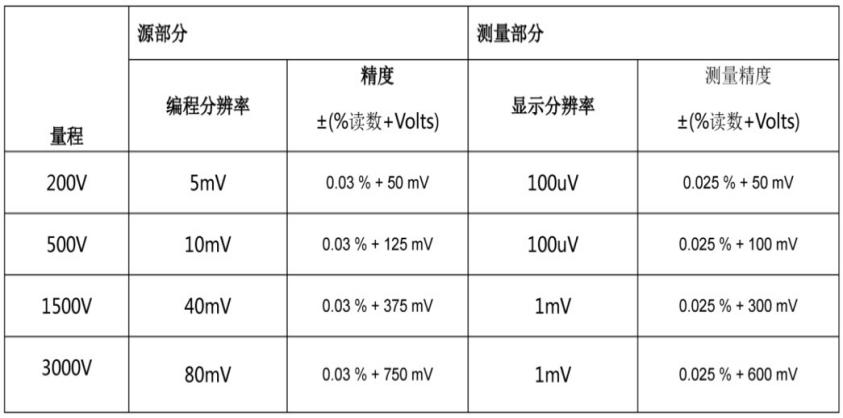 量程
源部分
测量部分
编程分辨率
精度
±(%读数+Volts)
显示分辨率
测量精度
±(%读数+Volts)
200V
5mV
0.03 % + 50 mV
100uV
0.025 % + 50 mV
500V
10mV
0.03 % + 125 mV
100uV
0.025 % + 100 mV
1500V
40mV
0.03 % + 375 mV
1mV
0.025 % + 300 mV
3000V
80mV
0.03 % + 750 mV
1mV
0.025 % + 600 mV